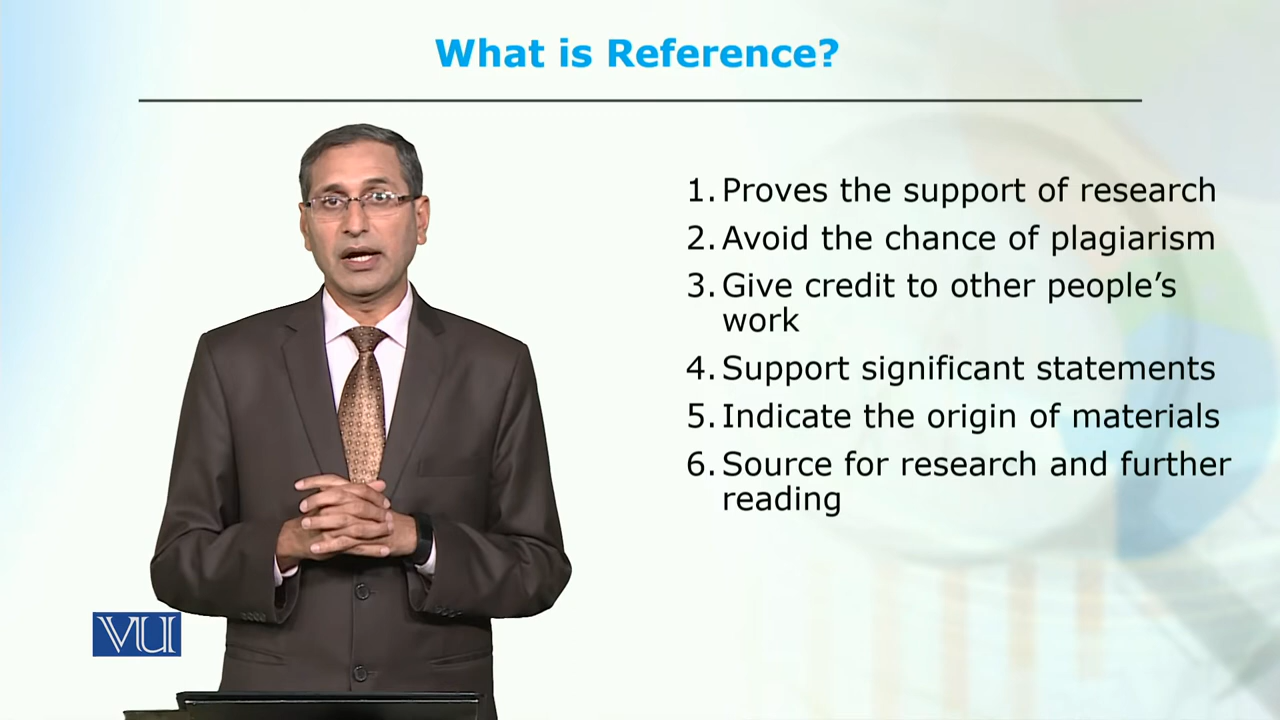 What is Reference?
1. Proves the support of research
2. Avoid the chance of plagiarism
3. Give credit to other people’s
work
4. Support significant statements
5. Indicate the origin of materials
6. Source for research and further
reading
VU